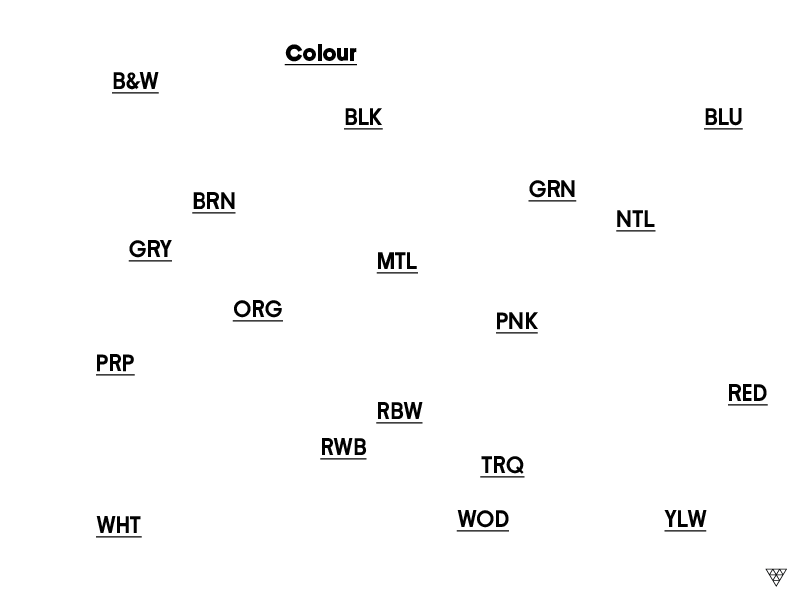 Colour
B&W
BLK
BLU
GRN
BRN
NTL
GRY
MTL
ORG
PNK
PRP
RED
RBW
RWB
TRQ
WOD
YLW
WHT